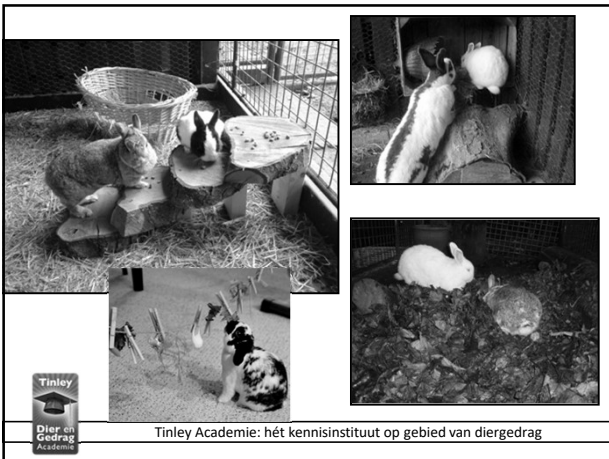 Tinley
Dier en
Gedrag
Academie
Tinley Academie: hét kennisinstituut op gebied van diergedrag